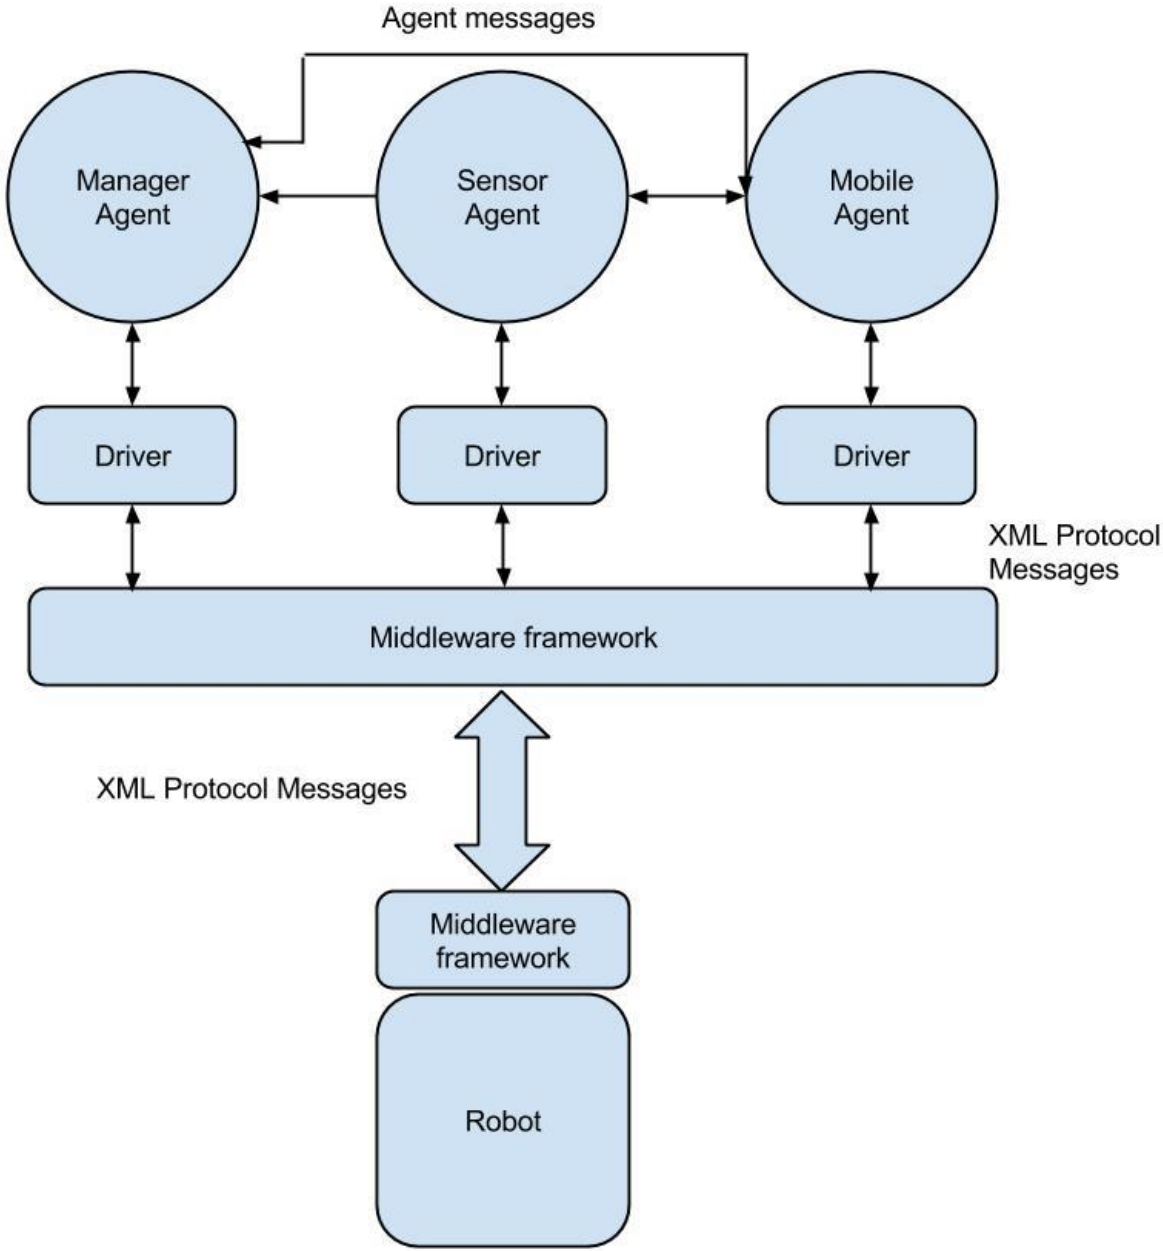 Agent messages
Manager
Agent
Sensor
Agent
Mobile
Agent
Driver
Driver
Driver
XML Protocol
Messages
Middleware framework
XML Protocol Messages
Middleware
framework
Robot